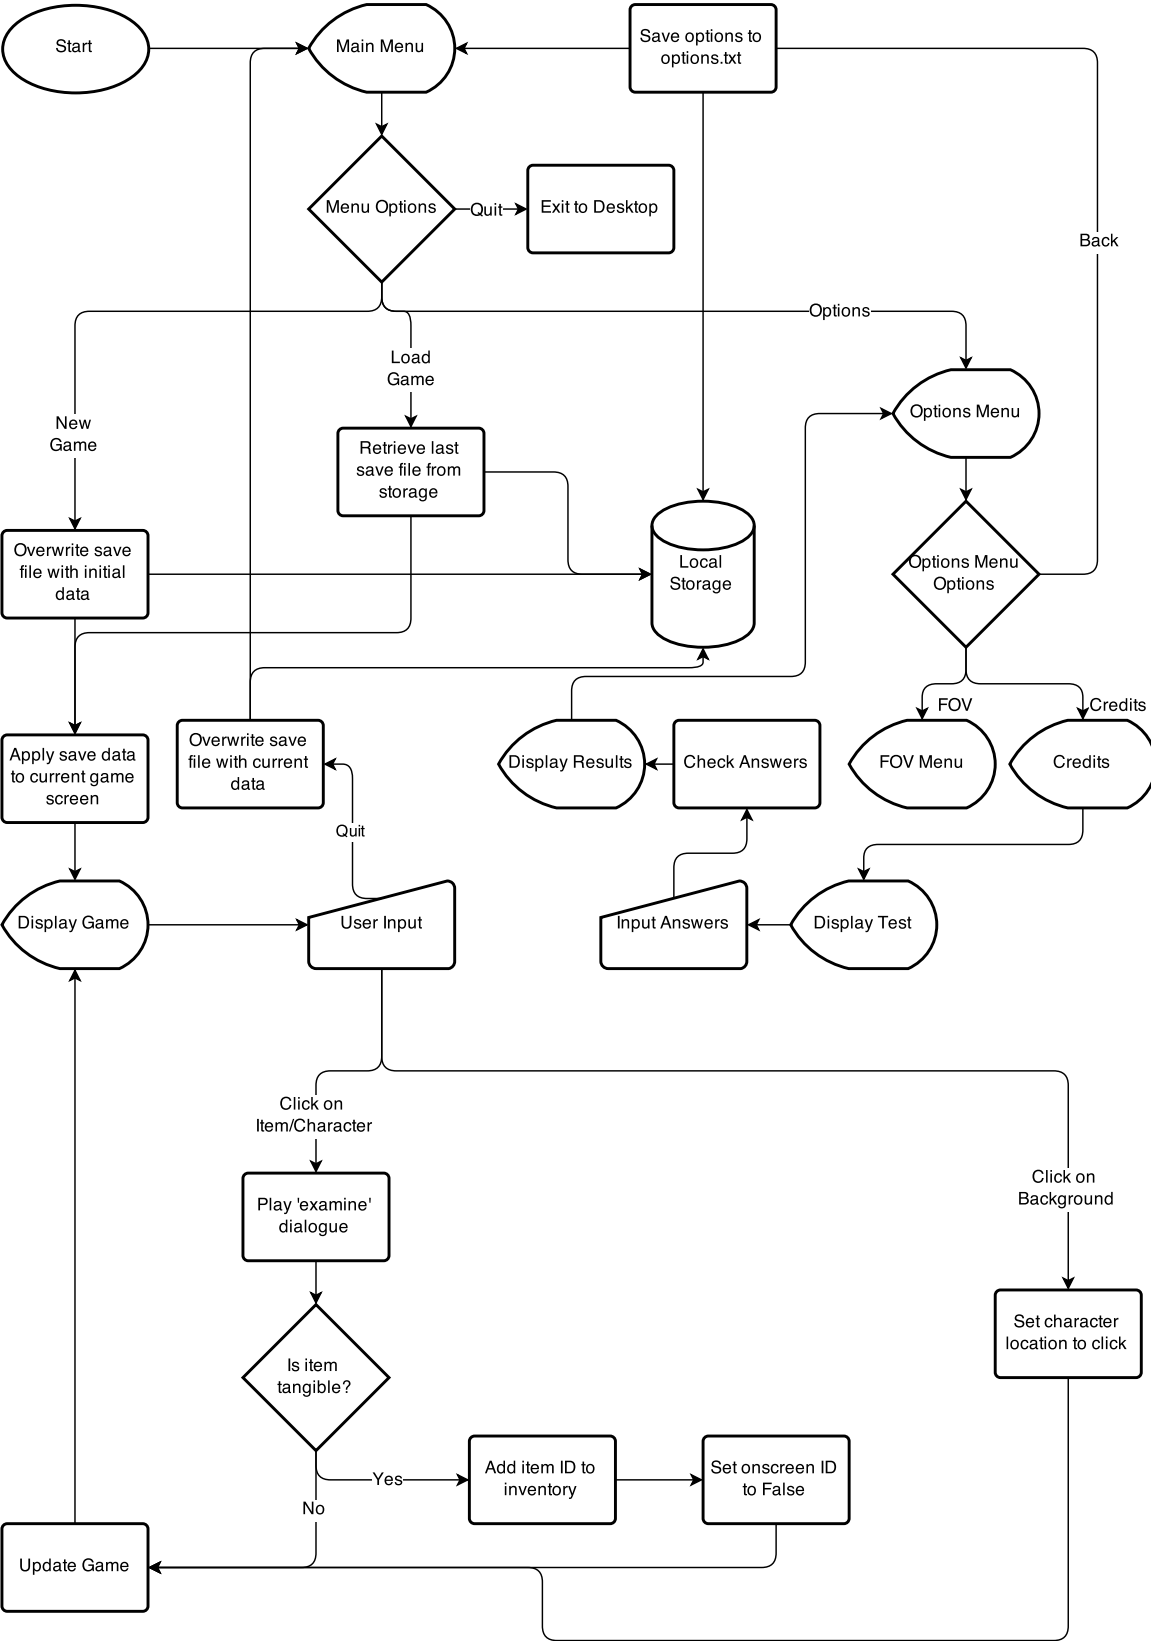 Start
Main Menu
Save options to
options.txt
Menu Options
Quit
Exit to Desktop
Back
Options
Load
Game
New
Game
Options Menu
Retrieve last
save file from
storage
Overwrite save
file with initial
data
Local
Storage
Options Menu
Options
FOV
Credits
Apply save data
to current game
screen
Overwrite save
file with current
data
Display Results
Check Answers
FOV Menu
Credits
Quit
Display Game
User Input
Input Answers
Display Test
Click on
Item/Character
Click on
Background
Play 'examine'
dialogue
Set character
location to click
Is item
tangible?
Yes
Add item ID to
inventory
Set onscreen ID
to False
No
Update Game